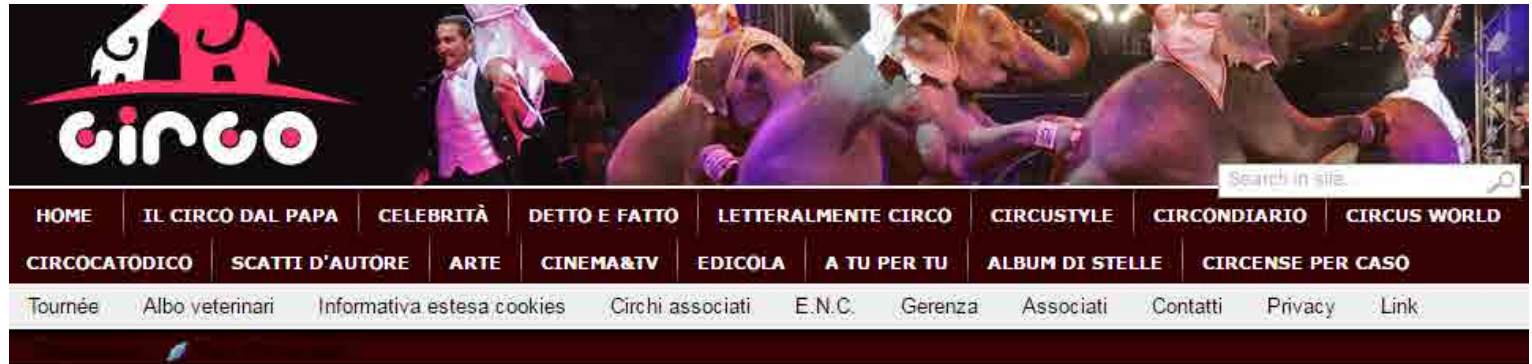 circo
Search in site.
HOME IL CIRCO DAL PAPA CELEBRITÀ DETTO E FATTO LETTERALMENTE CIRCO CIRCUSTYLE CIRCONDIARIO CIRCUS WORLD
CIRCOCATODICO SCATTI D'AUTORE ARTE CINEMA&TV EDICOLA A TU PER TU ALBUM DI STELLE CIRCENSE PER CASO
Tournée Albo veterinari Informativa estesa cookies Circhi associati E.N.C. Gerenza Associati Contatti Privacy Link